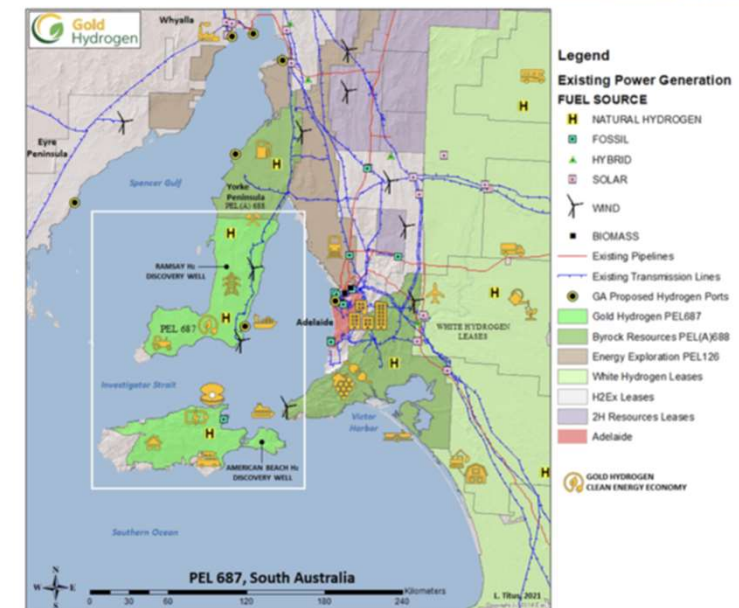 Gold
Hydrogen
Whyalla
Eyre
Peninsula
Spencer Gulf
Yorke
Peninsula
PEL(A) 688
H
H
H
RAMSAY H₂
DISCOVERY WELL
H
H
Adelaide
PEL 687
H
WHITE HYDROGEN
LEASES
H
Investigator Strait
Victor
Harbor
H
AMERICAN BEACH H₂
DISCOVERY WELL
H
Southern Ocean
N
W E
S
PEL 687, South Australia
Kilometers
0 30 60 120 180 240
L. Titus, 2021
Legend
Existing Power Generation
FUEL SOURCE
H NATURAL HYDROGEN
FOSSIL
HYBRID
SOLAR
WIND
BIOMASS
Existing Pipelines
Existing Transmission Lines
GA Proposed Hydrogen Ports
Gold Hydrogen PEL687
Byrock Resources PEL(A)688
Energy Exploration PEL126
White Hydrogen Leases
H2Ex Leases
2H Resources Leases
Adelaide
GOLD HYDROGEN
CLEAN ENERGY ECONOMY